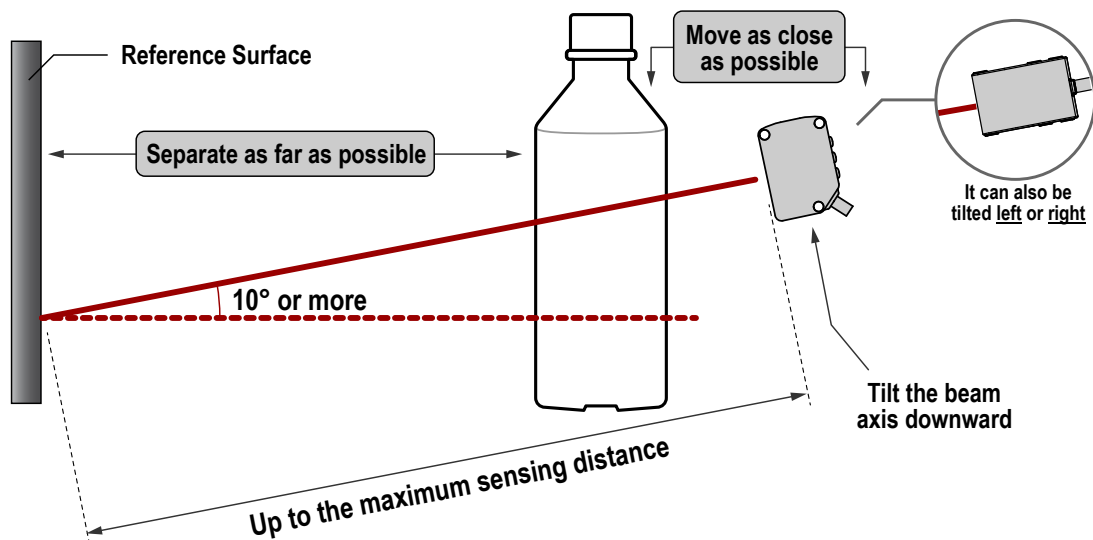 Reference Surface
Move as close
as possible
Separate as far as possible
It can also be
tilted left or right
10° or more
Tilt the beam
axis downward
Up to the maximum sensing distance